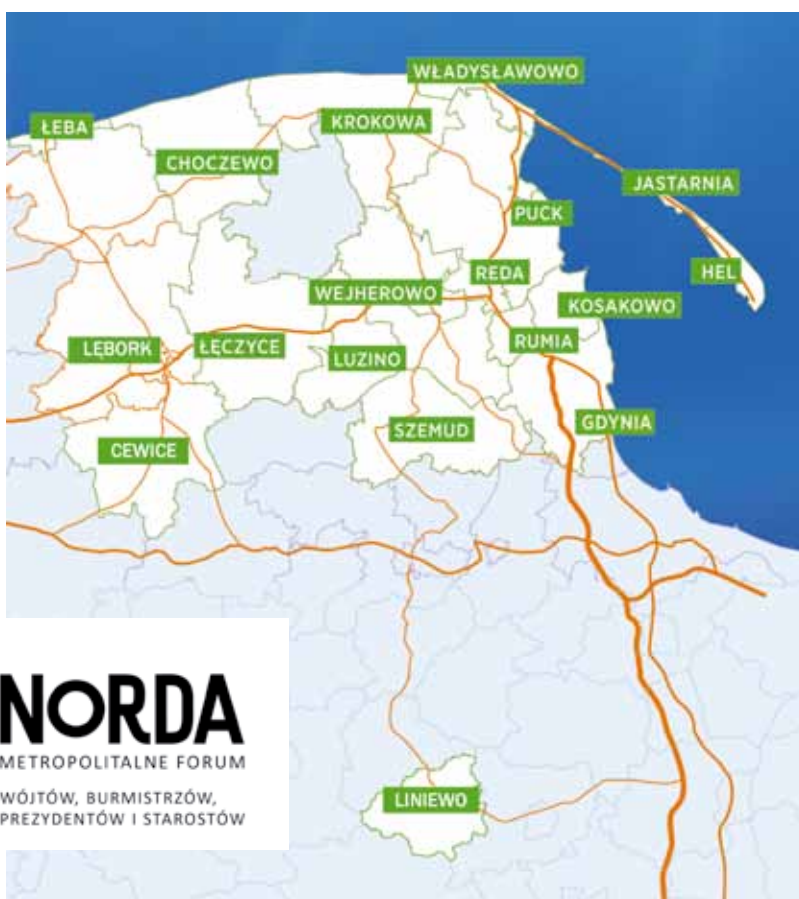 WŁADYSŁAWOWO
ŁEBA
KROKOWA
CHOCZEWO
JASTARNIA
PUCK
REDA
HEL
WEJHEROWO
KOSAKOWO
RUMIA
LĘBORK
ŁĘCZYCE
LUZINO
GDYNIA
SZEMUD
CEWICE
NORDA
METROPOLITALNE FORUM
WÓJTÓW, BURMISTRZÓW,
PREZYDENTÓW I STAROSTÓW
LINIEWO